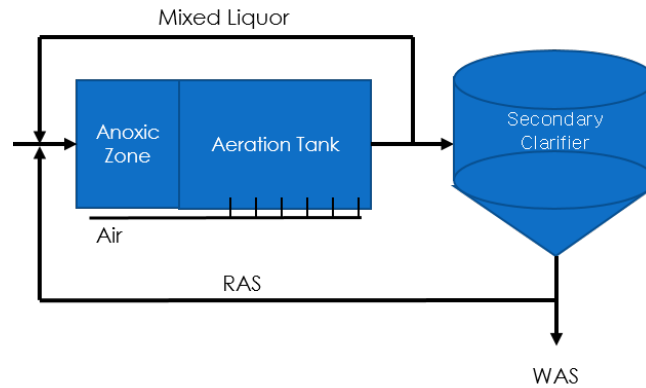 Mixed Liquor
Anoxic
Zone
Aeration Tank
Secondary
Clarifier
Air
RAS
WAS